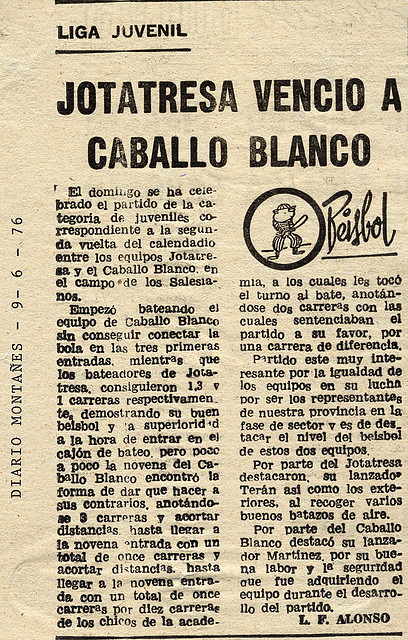 LIGA JUVENIL
JOTATRESA VENCIO A
CABALLO BLANCO
DIARIO MONTAÑES - 9 - 6 - 76
El domingo se ha cele-
brado el partido de la ca-
tegoría de juveniles co-
rrespondiente a la segun-
da vuelta del calendadio
entre los equipos Jotatre-
sa y el Caballo Blanco, en
el campo de los Salesia-
nos.
Empezó bateando el
equipo de Caballo Blanco
sin conseguir conectar la
bola en las tres primeras
entradas, mientras que
los bateadores de Jota-
tresa, consiguieron 1,3 y
1 carreras respectivamen-
te, demostrando su buen
beisbol y la superioridad
a la hora de entrar en el
cajón de bateo, pero poco
a poco la novena del Ca-
ballo Blanco encontró la
forma de dar que hacer a
sus contrarios, anotándo-
se 3 carreras y acortar
distancias, hasta llegar a
la novena entrada con un
total de once carreras y
acortar distancias, hasta
llegar a la novena entra-
da con un total de once
carreras por diez carreras
de los chicos de la acade-
Béisbol
mia, a los cuales les tocó
el turno al bate, anotán-
dose dos carreras con las
cuales sentenciaban el
partido a su favor, por
una carrera de diferencia.
Partido este muy inte-
resante por la igualdad de
los equipos en su lucha
por ser los representantes
de nuestra provincia en la
fase de sector y es de des-
tacar el nivel del beisbol
de estos dos equipos.
Por parte del Jotatresa
destacaron, su lanzador
Terán así como los exte-
riores, al recoger varios
buenos batazos de aire.
Por parte del Caballo
Blanco destacó su lanza-
dor Martínez, por su bue-
na labor y le seguridad
que fue adquiriendo el
equipo durante el desarro-
llo del partido.
L. F. ALONSO